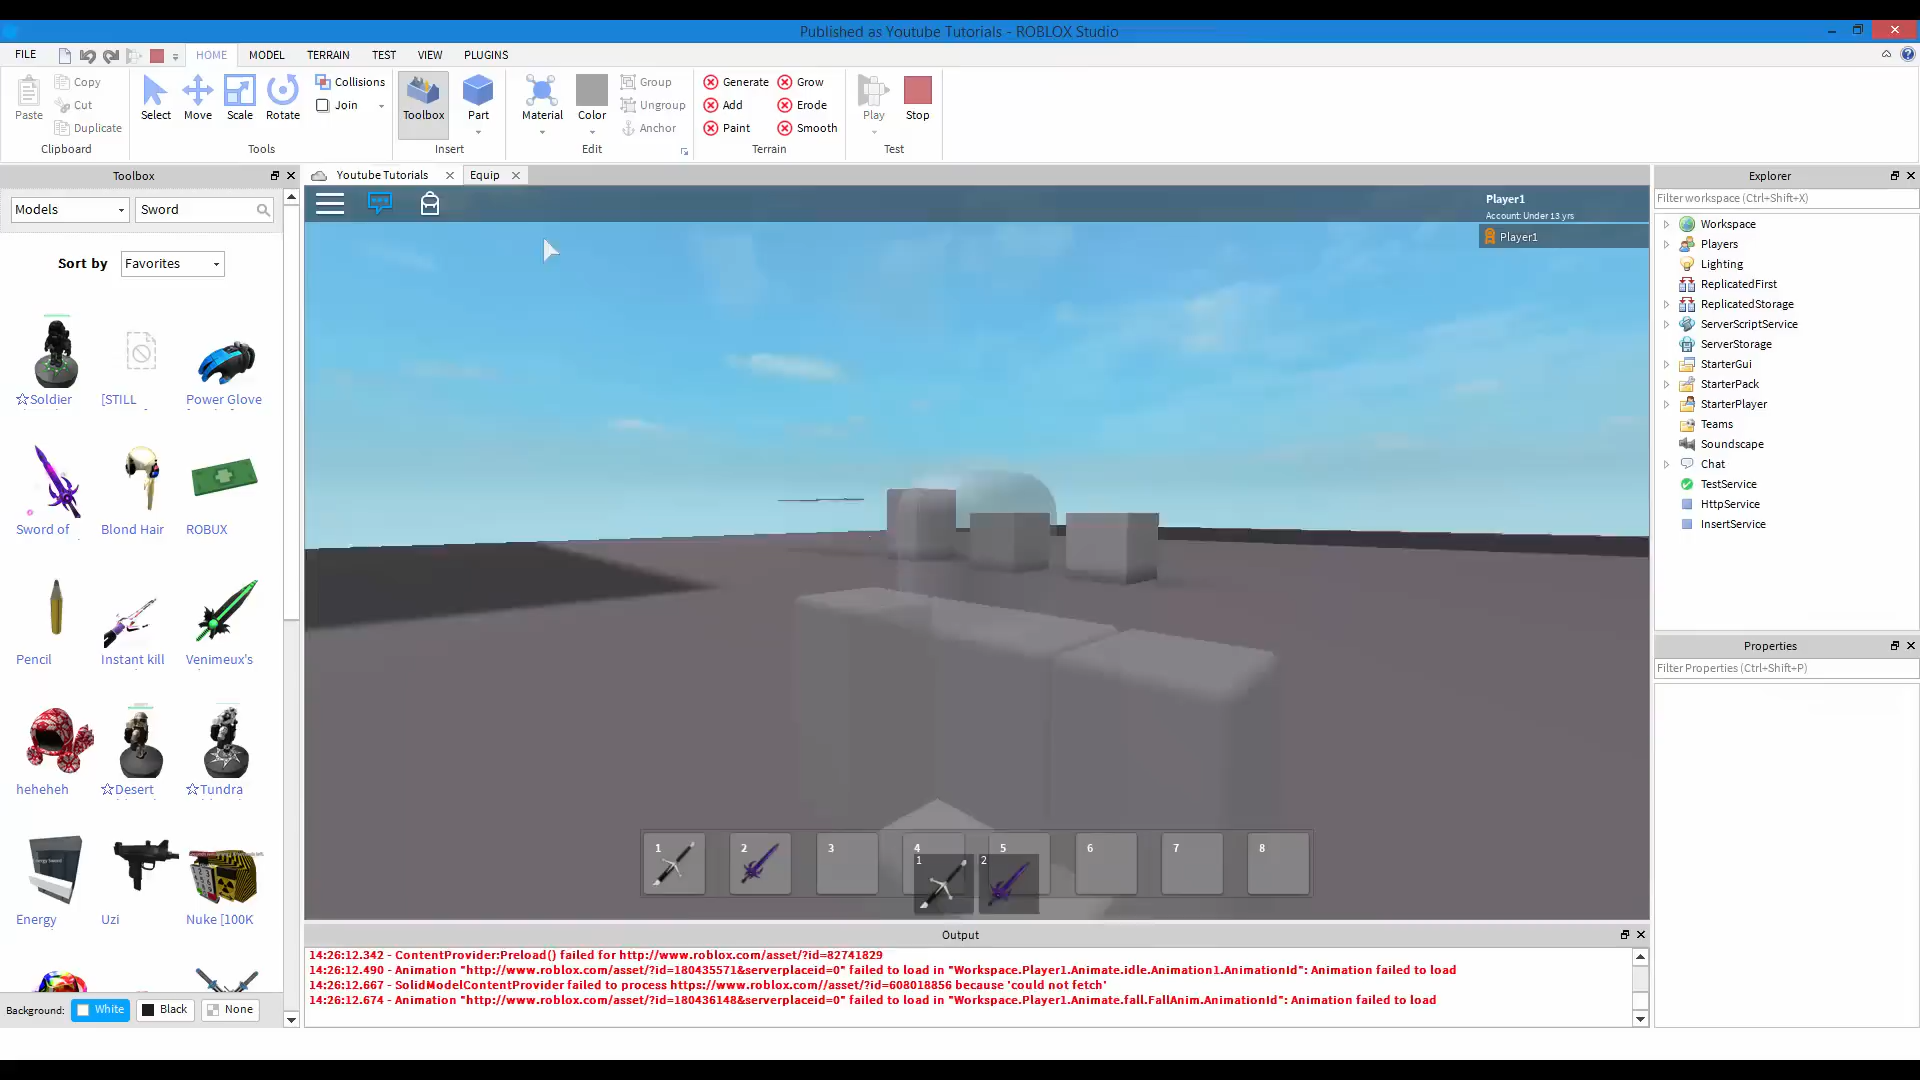 Published as Youtube Tutorials - ROBLOX Studio
FILE HOME MODEL TERRAIN TEST VIEW PLUGINS
Paste Copy Cut Duplicate Clipboard
Select Move Scale Rotate Collisions Join Tools
Toolbox Part Insert
Material Color Group Ungroup Anchor Edit
Generate Grow
Add Erode
Paint Smooth
Terrain
Play Stop Test
Toolbox
Models Sword
Sort by Favorites
Soldier [STILL Power Glove
Sword of Blond Hair ROBUX
Pencil Instant kill Venimeux's
heheheh Desert Tundra
Energy Uzi Nuke [100K
Background: White Black None
Youtube Tutorials Equip
Player1
Account: Under 13 yrs
Player1
1 2 3 4 5 6 7 8
1 2
Output
14:26:12.342 - ContentProvider:Preload() failed for http://www.roblox.com/asset/?id=82741829
14:26:12.490 - Animation "http://www.roblox.com/asset/?id=180435571&serverplaceid=0" failed to load in "Workspace.Player1.Animate.idle.Animation1.AnimationId": Animation failed to load
14:26:12.667 - SolidModelContentProvider failed to process https://www.roblox.com//asset/?id=608018856 because 'could not fetch'
14:26:12.674 - Animation "http://www.roblox.com/asset/?id=180436148&serverplaceid=0" failed to load in "Workspace.Player1.Animate.fall.FallAnim.AnimationId": Animation failed to load
Explorer
Filter workspace (Ctrl+Shift+X)
Workspace
Players
Lighting
ReplicatedFirst
ReplicatedStorage
ServerScriptService
ServerStorage
StarterGui
StarterPack
StarterPlayer
Teams
Soundscape
Chat
TestService
HttpService
InsertService
Properties
Filter Properties (Ctrl+Shift+P)